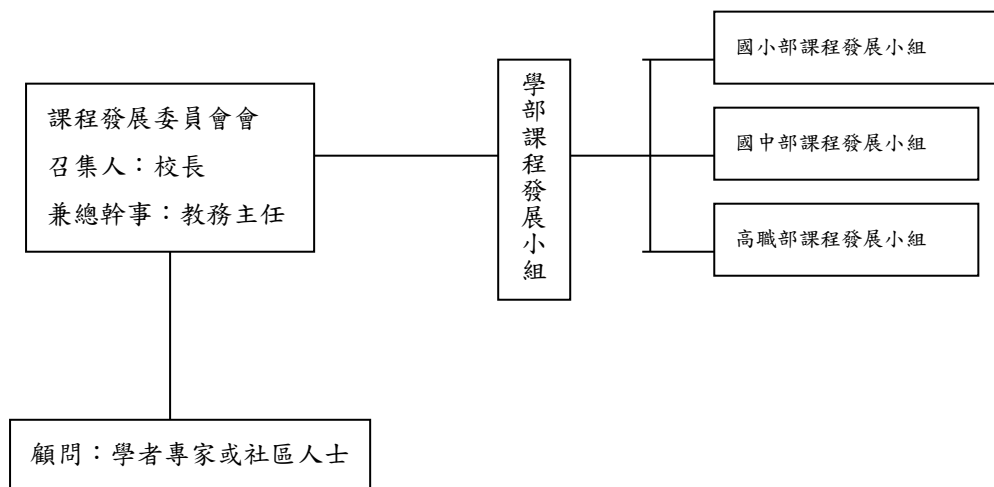 課程發展委員會會
召集人：校長
兼總幹事：教務主任
學部課程發展小組
國小部課程發展小組
國中部課程發展小組
高職部課程發展小組
顧問：學者專家或社區人士